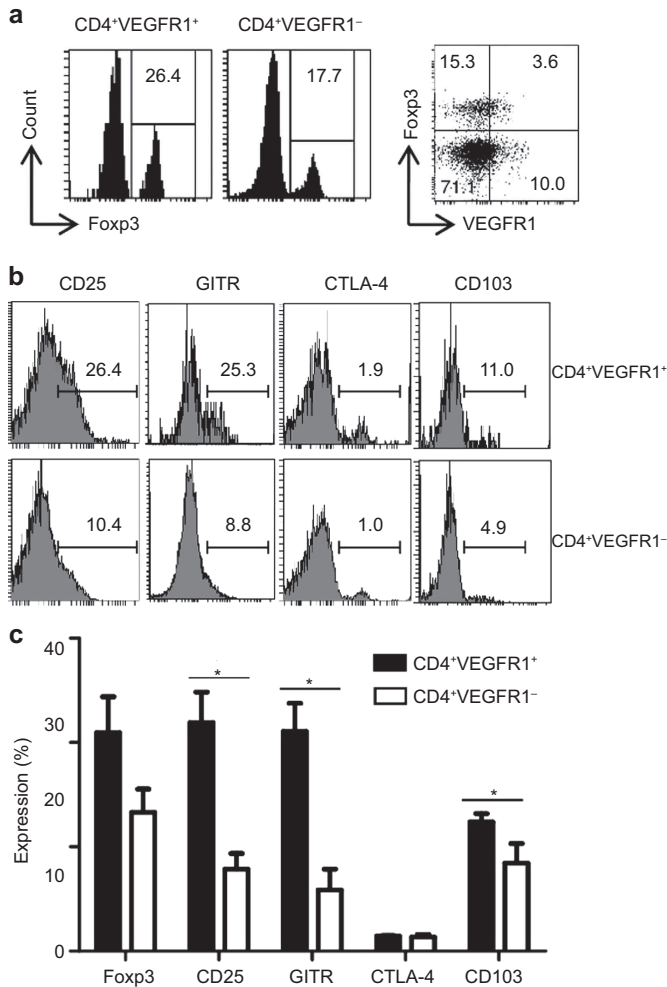 a
CD4⁺VEGFR1⁺ CD4⁺VEGFR1⁻
26.4 17.7 15.3 3.6
71.1 10.0
Count
Foxp3
Foxp3
VEGFR1
b
CD25 GITR CTLA-4 CD103
26.4 25.3 1.9 11.0 CD4⁺VEGFR1⁺
10.4 8.8 1.0 4.9 CD4⁺VEGFR1⁻
c
40
30
20
10
0
Expression (%)
* * *
CD4⁺VEGFR1⁺
CD4⁺VEGFR1⁻
Foxp3 CD25 GITR CTLA-4 CD103